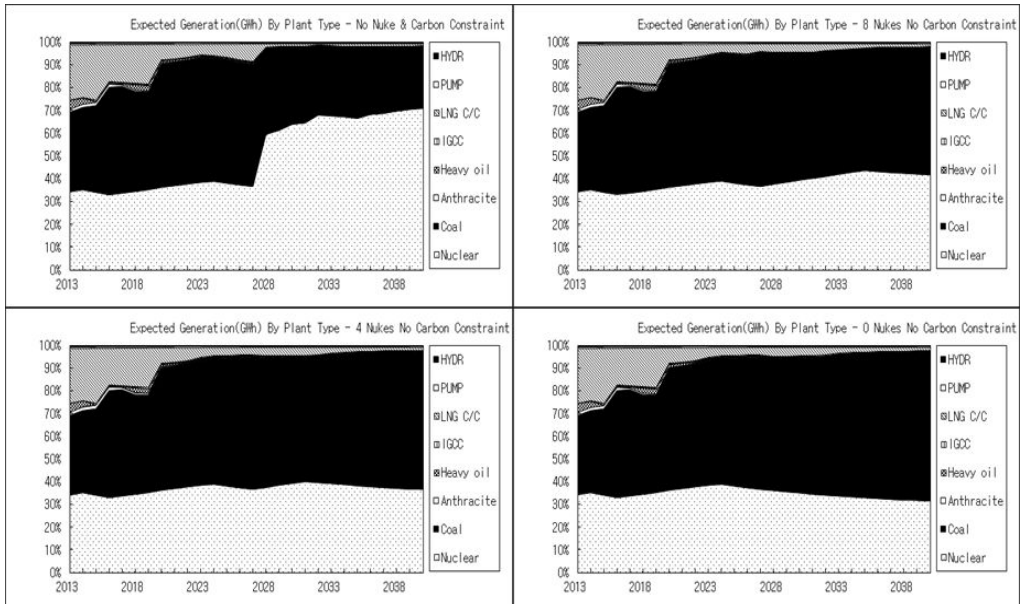 Expected Generation(GWh) By Plant Type - No Nuke & Carbon Constraint
100%
90%
80%
70%
60%
50%
40%
30%
20%
10%
0%
2013 2018 2023 2028 2033 2038
HYDR
PUMP
LNG C/C
IGCC
Heavy oil
Anthracite
Coal
Nuclear
Expected Generation(GWh) By Plant Type - 8 Nukes No Carbon Constraint
100%
90%
80%
70%
60%
50%
40%
30%
20%
10%
0%
2013 2018 2023 2028 2033 2038
HYDR
PUMP
LNG C/C
IGCC
Heavy oil
Anthracite
Coal
Nuclear
Expected Generation(GWh) By Plant Type - 4 Nukes No Carbon Constraint
100%
90%
80%
70%
60%
50%
40%
30%
20%
10%
0%
2013 2018 2023 2028 2033 2038
HYDR
PUMP
LNG C/C
IGCC
Heavy oil
Anthracite
Coal
Nuclear
Expected Generation(GWh) By Plant Type - 0 Nukes No Carbon Constraint
100%
90%
80%
70%
60%
50%
40%
30%
20%
10%
0%
2013 2018 2023 2028 2033 2038
HYDR
PUMP
LNG C/C
IGCC
Heavy oil
Anthracite
Coal
Nuclear